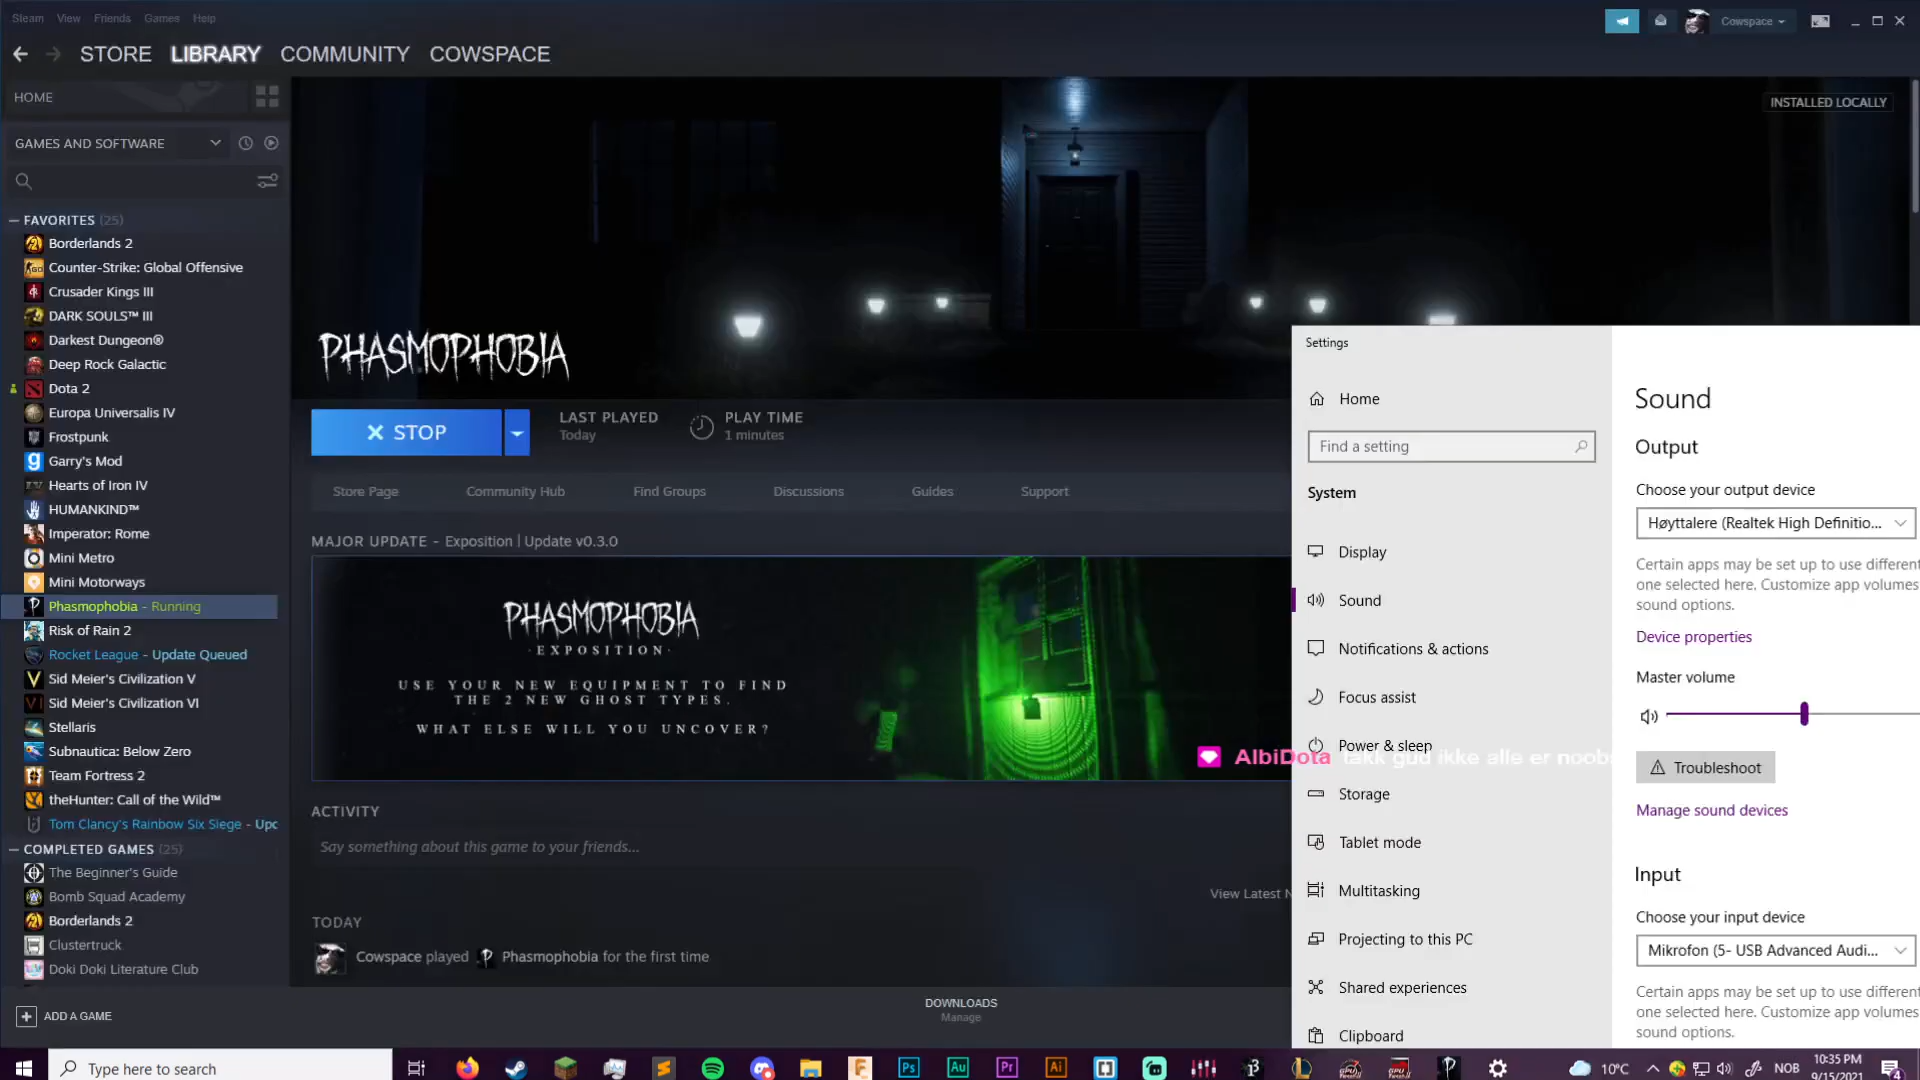 Steam View Friends Games Help
Cowspace
STORE LIBRARY COMMUNITY COWSPACE
HOME
INSTALLED LOCALLY
GAMES AND SOFTWARE
FAVORITES (25)
Borderlands 2
Counter-Strike: Global Offensive
Crusader Kings III
DARK SOULS™ III
Darkest Dungeon®
Deep Rock Galactic
Dota 2
Europa Universalis IV
Frostpunk
Garry's Mod
Hearts of Iron IV
HUMANKIND™
Imperator: Rome
Mini Metro
Mini Motorways
Phasmophobia - Running
Risk of Rain 2
Rocket League - Update Queued
Sid Meier's Civilization V
Sid Meier's Civilization VI
Stellaris
Subnautica: Below Zero
Team Fortress 2
theHunter: Call of the Wild™
Tom Clancy's Rainbow Six Siege - Upd
COMPLETED GAMES (25)
The Beginner's Guide
Bomb Squad Academy
Borderlands 2
Clustertruck
Doki Doki Literature Club
ADD A GAME
PHASMOPHOBIA
STOP
LAST PLAYED
Today
PLAY TIME
1 minutes
Store Page Community Hub Find Groups Discussions Guides Support
MAJOR UPDATE - Exposition | Update v0.3.0
PHASMOPHOBIA
·EXPOSITION·
USE YOUR NEW EQUIPMENT TO FIND
THE 2 NEW GHOST TYPES.
WHAT ELSE WILL YOU UNCOVER?
AlbiDota takk gud ikke alle er noobs
ACTIVITY
Say something about this game to your friends...
View Latest N
TODAY
Cowspace played Phasmophobia for the first time
DOWNLOADS
Manage
Settings
Home
Find a setting
System
Display
Sound
Notifications & actions
Focus assist
Power & sleep
Storage
Tablet mode
Multitasking
Projecting to this PC
Shared experiences
Clipboard
Sound
Output
Choose your output device
Høyttalere (Realtek High Definitio...
Certain apps may be set up to use different
one selected here. Customize app volumes
sound options.
Device properties
Master volume
Troubleshoot
Manage sound devices
Input
Choose your input device
Mikrofon (5- USB Advanced Audi...
Certain apps may be set up to use different
one selected here. Customize app volumes
sound options.
Type here to search
10°C
NOB
10:35 PM
9/15/2021
4